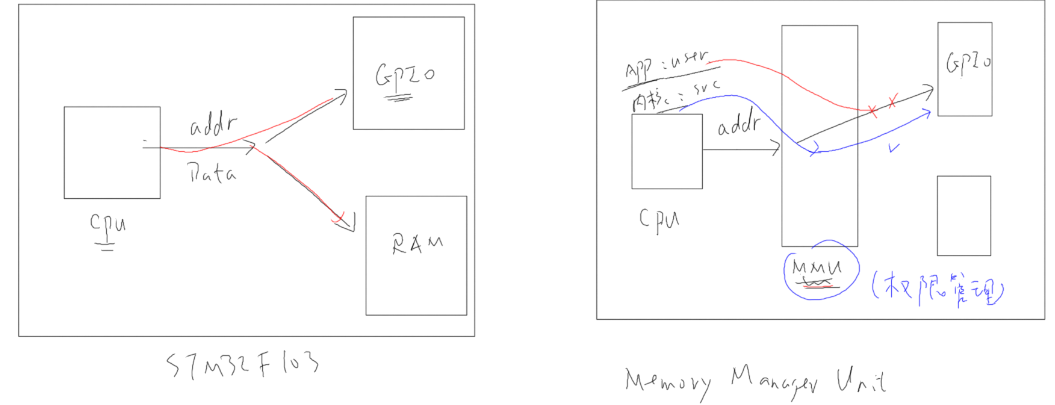 GPIO
addr
Data
CPU
RAM
STM32F103
APP:user
内核:svc
addr
GPIO
CPU
MMU
(权限管理)
Memory Manager Unit